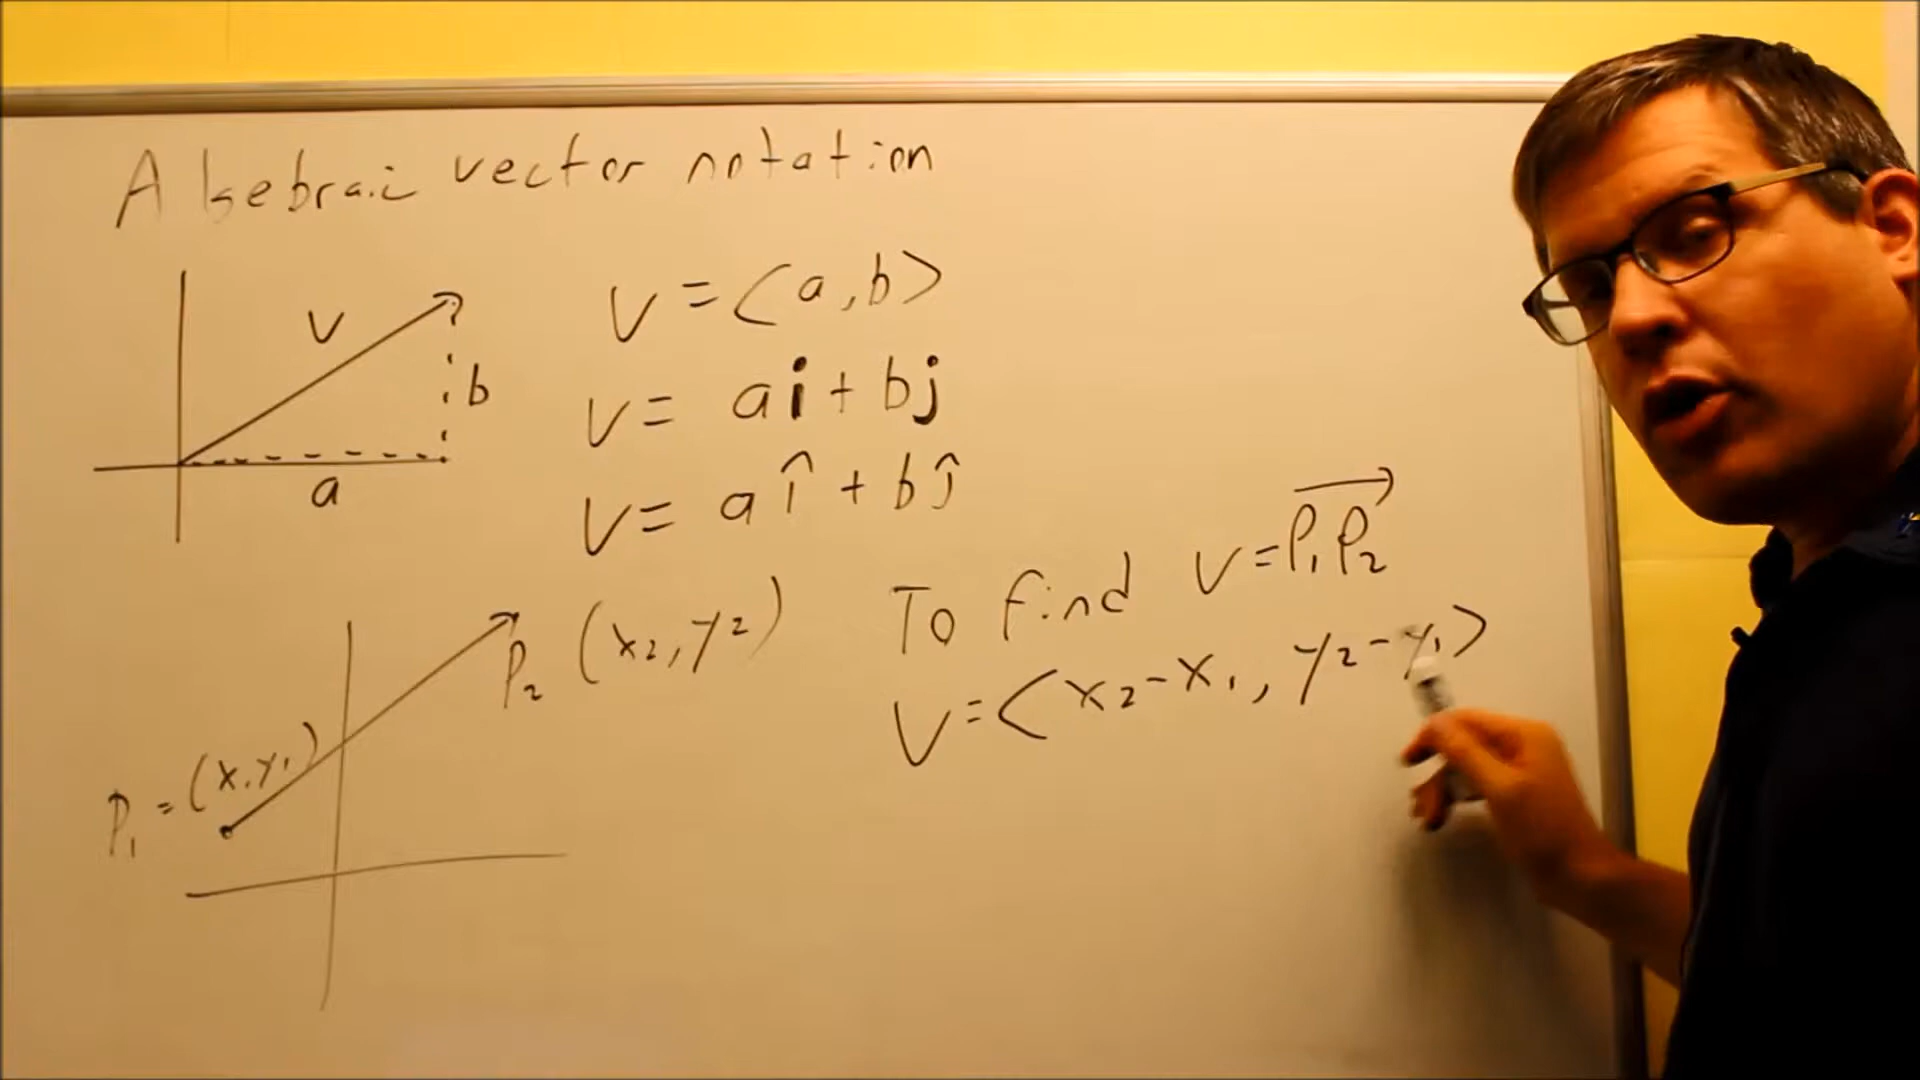 Algebraic vector notation
v
b
a
v = <a, b>
v = ai + bj
v = aî + bĵ
P₂ (x₂, y₂)
P₁ = (x, y₁)
To find v = P₁P₂
v = <x₂ - x₁, y₂ - y₁>